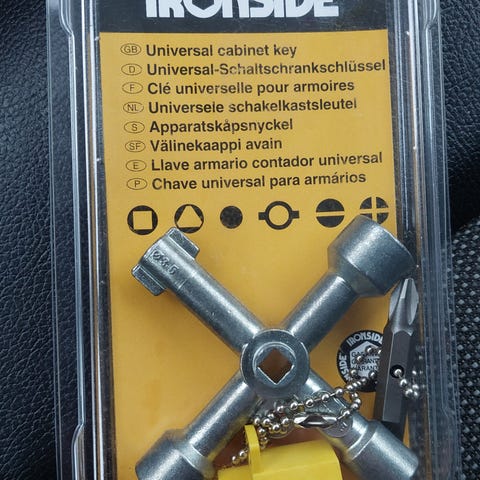 IRONSIDE
GB Universal cabinet key
D Universal-Schaltschrankschlüssel
F Clé universelle pour armoires
NL Universele schakelkastsleutel
S Apparatskåpsnyckel
SF Välinekaappi avain
E Llave armario contador universal
P Chave universal para armários
IRONSIDE